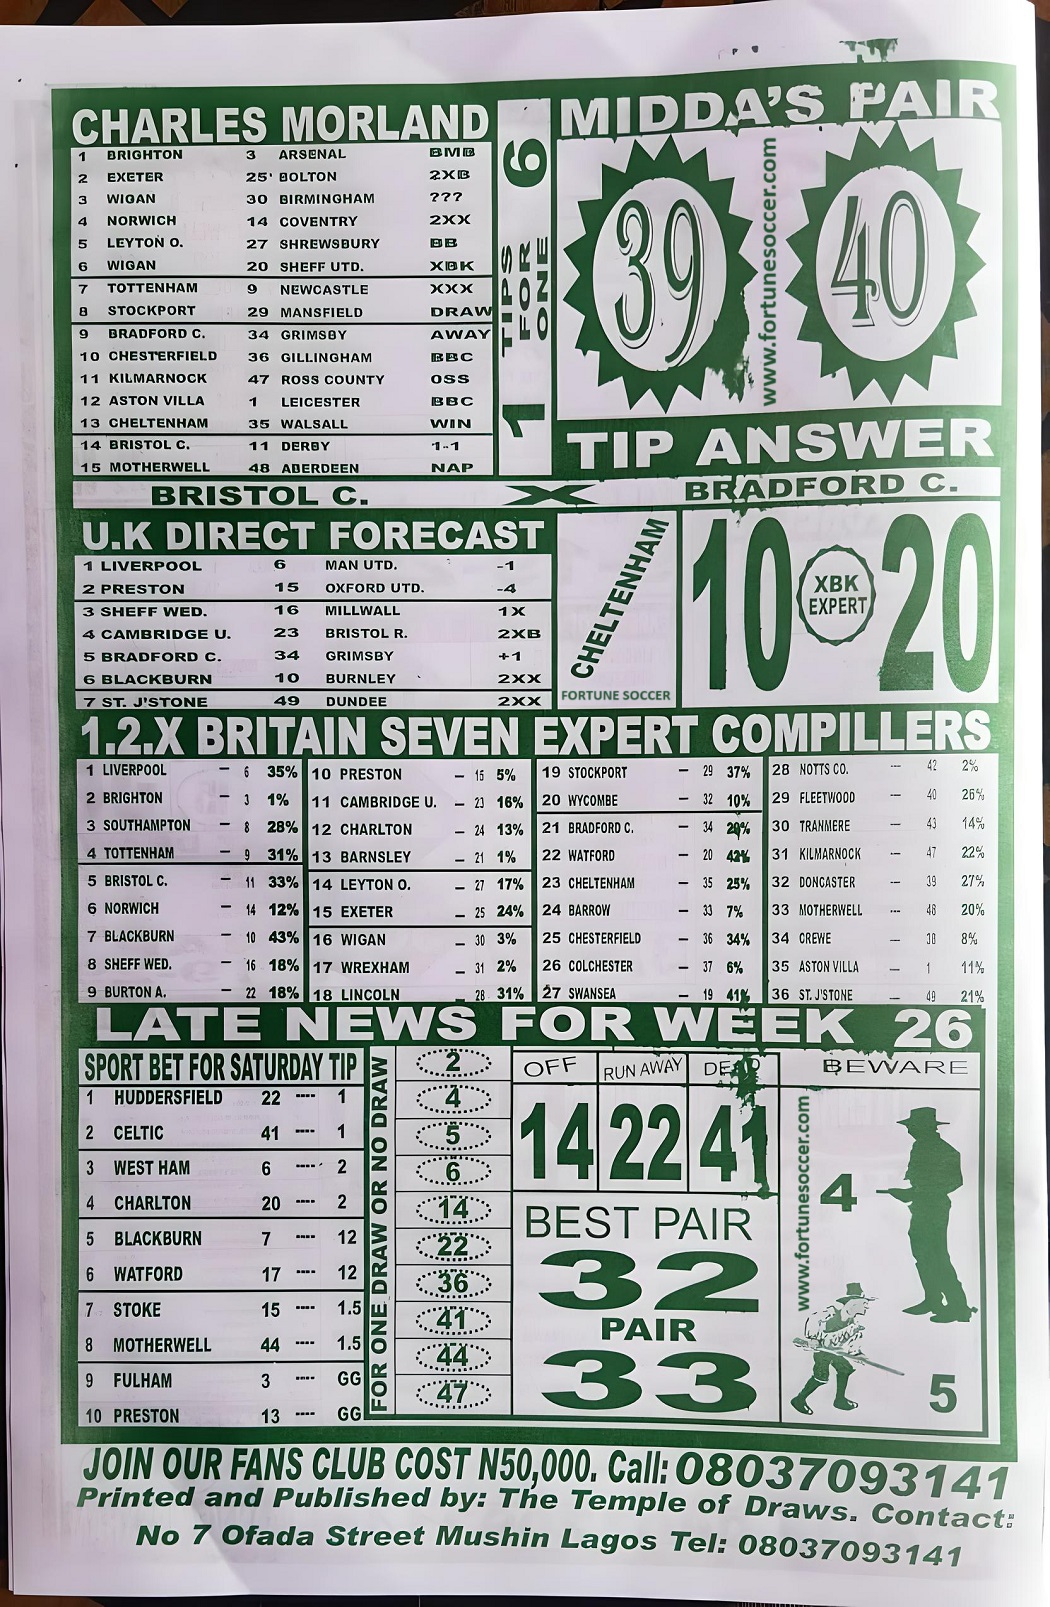 CHARLES MORLAND
1 BRIGHTON 3 ARSENAL BMB
2 EXETER 25' BOLTON 2XB
3 WIGAN 30 BIRMINGHAM ???
4 NORWICH 14 COVENTRY 2XX
5 LEYTON O. 27 SHREWSBURY BB
6 WIGAN 20 SHEFF UTD. XBK
7 TOTTENHAM 9 NEWCASTLE XXX
8 STOCKPORT 29 MANSFIELD DRAW
9 BRADFORD C. 34 GRIMSBY AWAY
10 CHESTERFIELD 36 GILLINGHAM BBC
11 KILMARNOCK 47 ROSS COUNTY OSS
12 ASTON VILLA 1 LEICESTER BBC
13 CHELTENHAM 35 WALSALL WIN
14 BRISTOL C. 11 DERBY 1-1
15 MOTHERWELL 48 ABERDEEN NAP
1 TIPS FOR ONE 6
MIDDA'S PAIR
39
www.fortunesoccer.com
40
TIP ANSWER
BRISTOL C. X BRADFORD C.
U.K DIRECT FORECAST
1 LIVERPOOL 6 MAN UTD. -1
2 PRESTON 15 OXFORD UTD. -4
3 SHEFF WED. 16 MILLWALL 1X
4 CAMBRIDGE U. 23 BRISTOL R. 2XB
5 BRADFORD C. 34 GRIMSBY +1
6 BLACKBURN 10 BURNLEY 2XX
7 ST. J'STONE 49 DUNDEE 2XX
CHELTENHAM
FORTUNE SOCCER
10
XBK
EXPERT
20
1.2.X BRITAIN SEVEN EXPERT COMPILLERS
1 LIVERPOOL – 6 35%
2 BRIGHTON – 3 1%
3 SOUTHAMPTON – 8 28%
4 TOTTENHAM – 9 31%
5 BRISTOL C. – 11 33%
6 NORWICH – 14 12%
7 BLACKBURN – 10 43%
8 SHEFF WED. – 16 18%
9 BURTON A. – 22 18%
10 PRESTON – 15 5%
11 CAMBRIDGE U. – 23 16%
12 CHARLTON – 24 13%
13 BARNSLEY – 21 1%
14 LEYTON O. – 27 17%
15 EXETER – 25 24%
16 WIGAN – 30 3%
17 WREXHAM – 31 2%
18 LINCOLN – 28 31%
19 STOCKPORT – 29 37%
20 WYCOMBE – 32 10%
21 BRADFORD C. – 34
22 WATFORD – 20 42%
23 CHELTENHAM – 35 25%
24 BARROW – 33 7%
25 CHESTERFIELD – 36 34%
26 COLCHESTER – 37 6%
27 SWANSEA – 19 41%
28 NOTTS CO. — 42 2%
29 FLEETWOOD — 40 26%
30 TRANMERE — 43 14%
31 KILMARNOCK — 47 22%
32 DONCASTER — 39 27%
33 MOTHERWELL --- 48 20%
34 CREWE — 38 8%
35 ASTON VILLA — 1 11%
36 ST. J'STONE — 49 21%
LATE NEWS FOR WEEK 26
SPORT BET FOR SATURDAY TIP
1 HUDDERSFIELD 22 ---- 1
2 CELTIC 41 ---- 1
3 WEST HAM 6 ---- 2
4 CHARLTON 20 ---- 2
5 BLACKBURN 7 ---- 12
6 WATFORD 17 ---- 12
7 STOKE 15 ---- 1.5
8 MOTHERWELL 44 ---- 1.5
9 FULHAM 3 ---- GG
10 PRESTON 13 ---- GG
FOR ONE DRAW OR NO DRAW
2
4
5
6
14
22
36
41
44
47
OFF RUN AWAY DEAD
14 22 41
BEST PAIR
32
PAIR
33
BEWARE
www.fortunesoccer.com
4
5
JOIN OUR FANS CLUB COST N50,000. Call: 08037093141
Printed and Published by: The Temple of Draws. Contact:
No 7 Ofada Street Mushin Lagos Tel: 08037093141